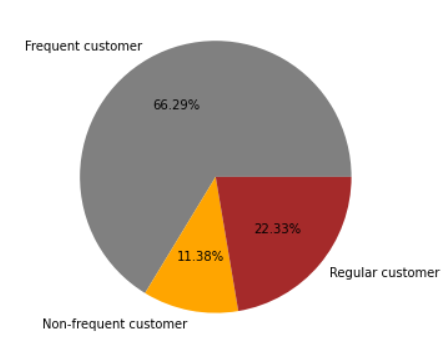 Frequent customer
66.29%
22.33%
11.38%
Regular customer
Non-frequent customer